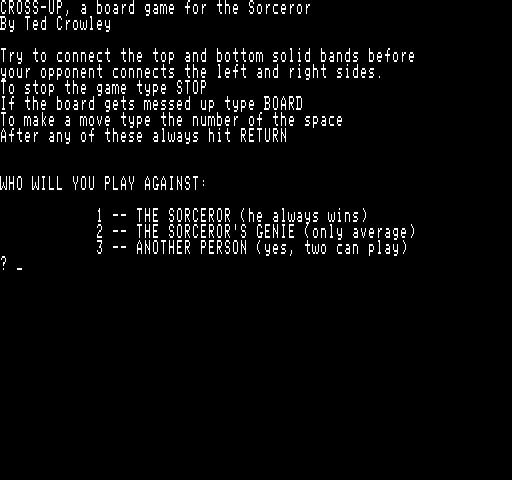 CROSS-UP, a board game for the Sorceror
By Ted Crowley
Try to connect the top and bottom solid bands before
your opponent connects the left and right sides.
To stop the game type STOP
If the board gets messed up type BOARD
To make a move type the number of the space
After any of these always hit RETURN
WHO WILL YOU PLAY AGAINST:
1 -- THE SORCEROR (he always wins)
2 -- THE SORCEROR'S GENIE (only average)
3 -- ANOTHER PERSON (yes, two can play)
? _